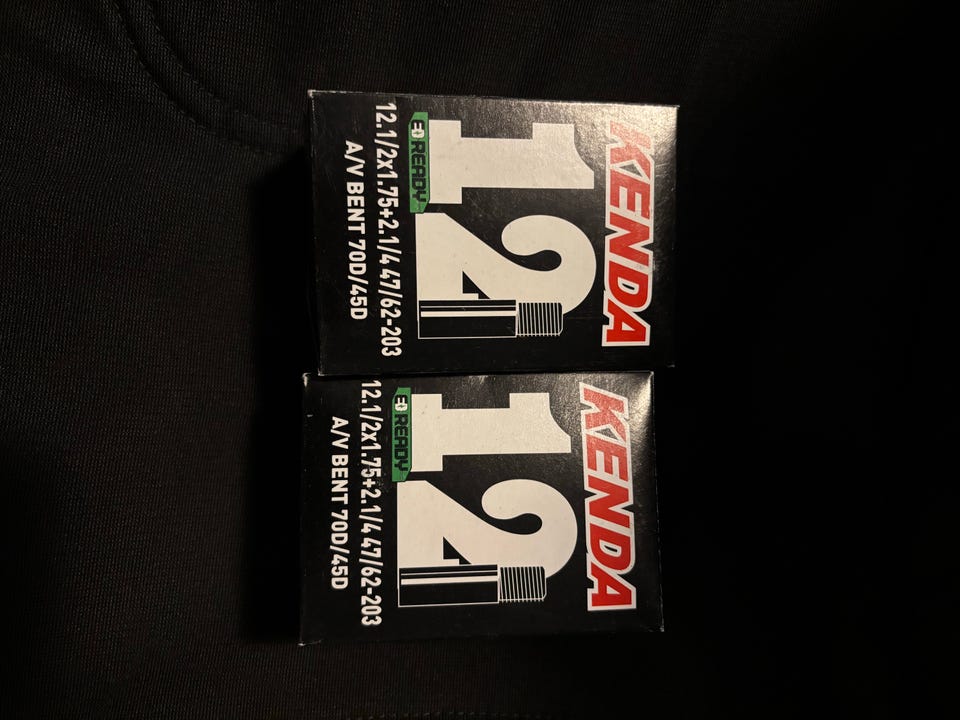 KENDA
12
E READY
12.1/2x1.75+2.1/4 47/62-203
A/V BENT 70D/45D
KENDA
12
E READY
12.1/2x1.75+2.1/4 47/62-203
A/V BENT 70D/45D